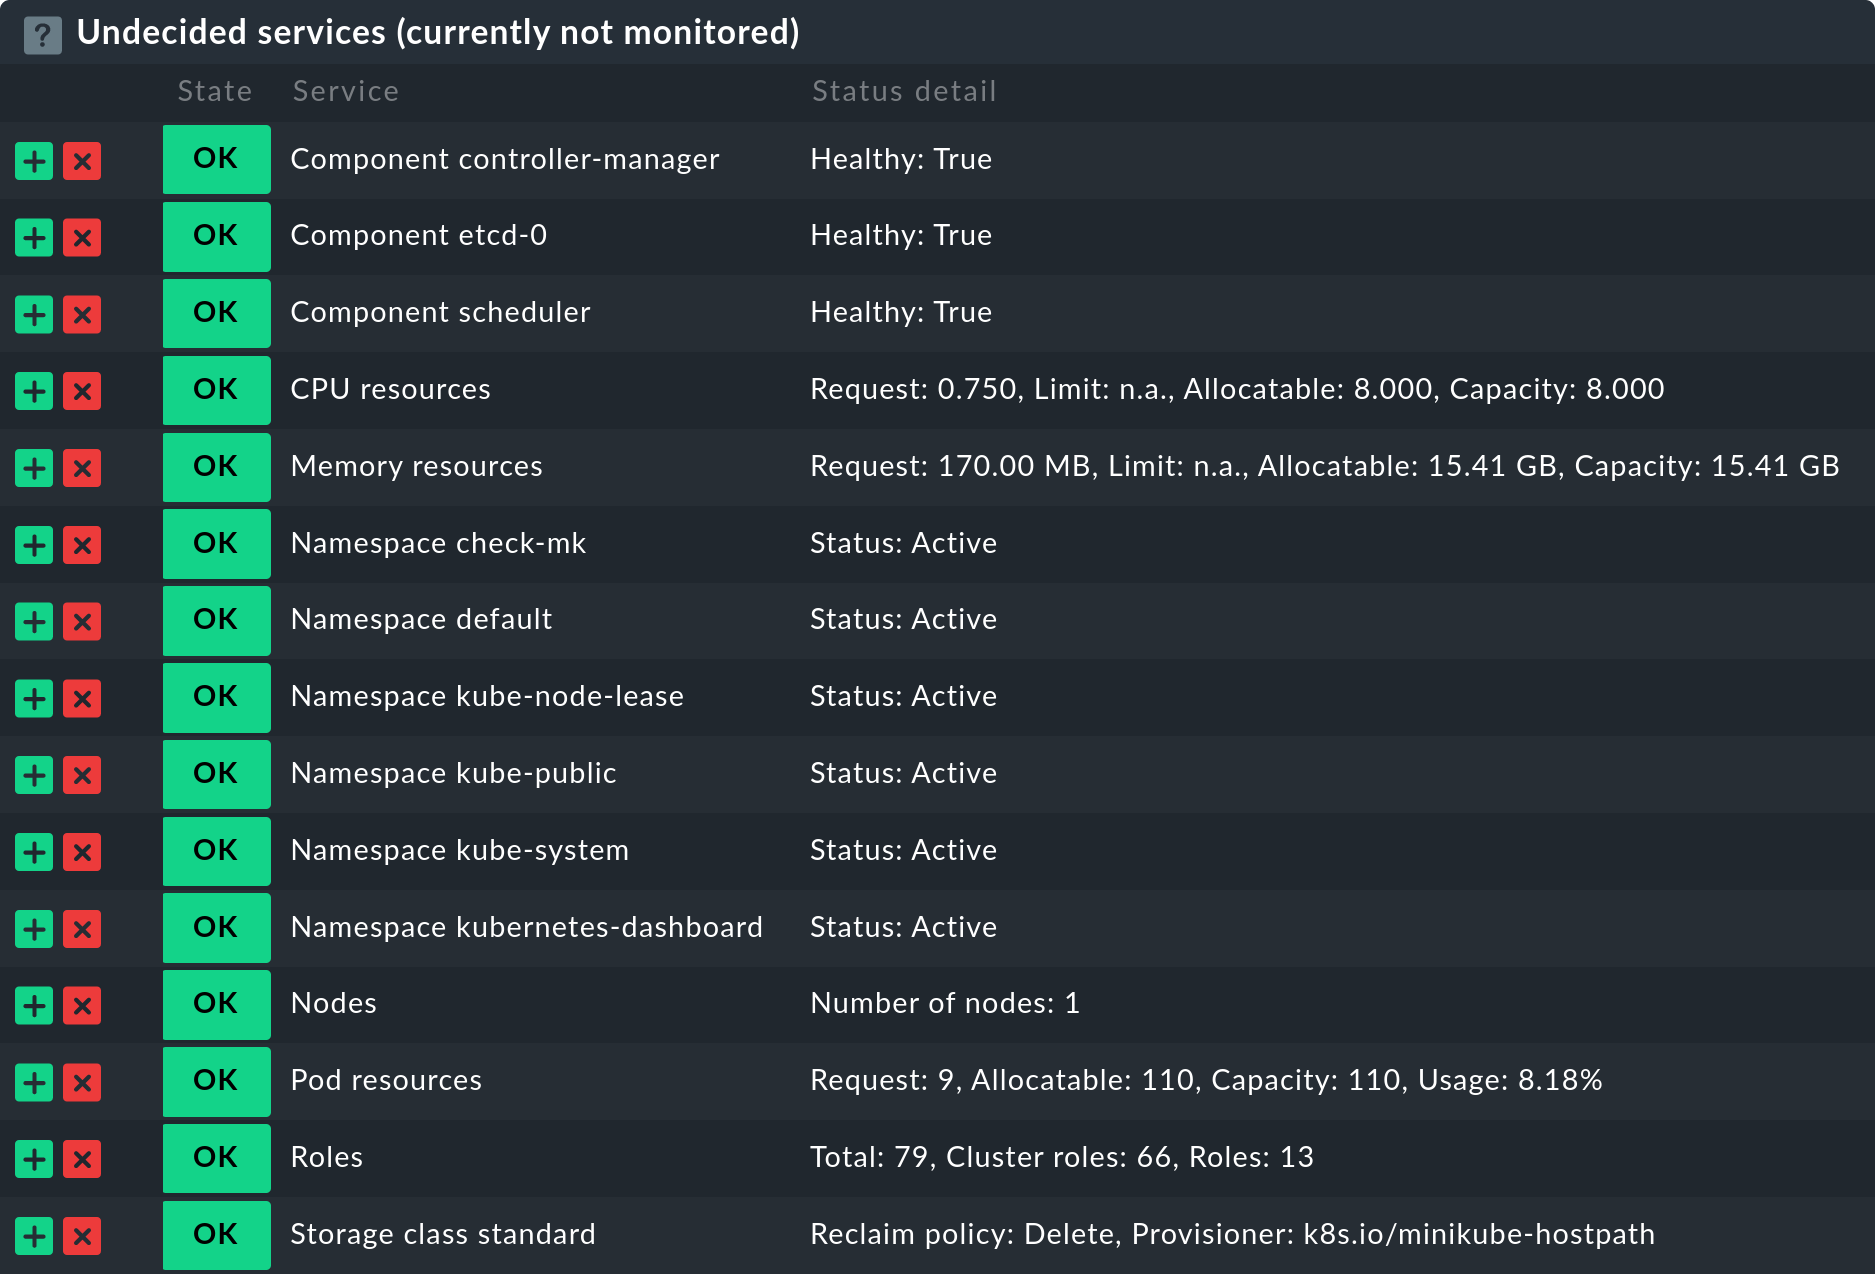 ? Undecided services (currently not monitored)
State Service Status detail
OK Component controller-manager Healthy: True
OK Component etcd-0 Healthy: True
OK Component scheduler Healthy: True
OK CPU resources Request: 0.750, Limit: n.a., Allocatable: 8.000, Capacity: 8.000
OK Memory resources Request: 170.00 MB, Limit: n.a., Allocatable: 15.41 GB, Capacity: 15.41 GB
OK Namespace check-mk Status: Active
OK Namespace default Status: Active
OK Namespace kube-node-lease Status: Active
OK Namespace kube-public Status: Active
OK Namespace kube-system Status: Active
OK Namespace kubernetes-dashboard Status: Active
OK Nodes Number of nodes: 1
OK Pod resources Request: 9, Allocatable: 110, Capacity: 110, Usage: 8.18%
OK Roles Total: 79, Cluster roles: 66, Roles: 13
OK Storage class standard Reclaim policy: Delete, Provisioner: k8s.io/minikube-hostpath